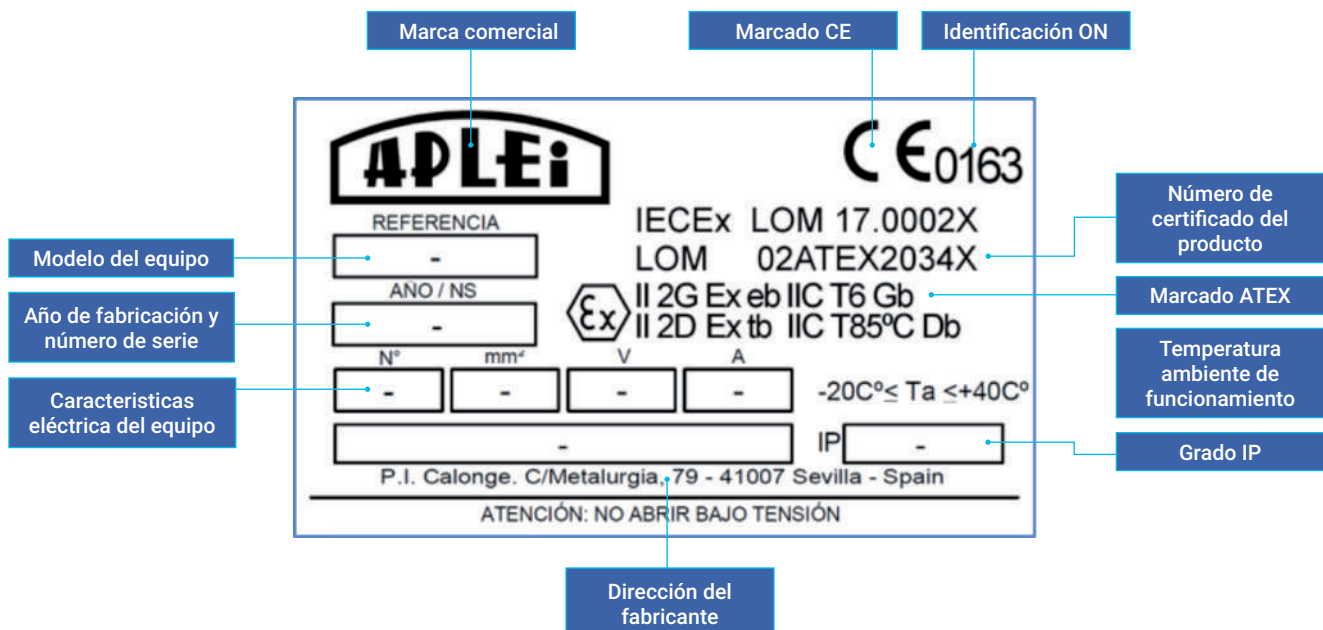 Marca comercial
Marcado CE
Identificación ON
APLEi
CE0163
REFERENCIA
-
IECEx LOM 17.0002X
LOM 02ATEX2034X
Número de
certificado del
producto
Modelo del equipo
AÑO / NS
-
Ex
II 2G Ex eb IIC T6 Gb
II 2D Ex tb IIC T85ºC Db
Marcado ATEX
Año de fabricación y
número de serie
N° mm² V A
- - - -
-20Cº≤ Ta ≤+40Cº
Temperatura
ambiente de
funcionamiento
Caracteristicas
eléctrica del equipo
-
IP -
Grado IP
P.I. Calonge. C/Metalurgia, 79 - 41007 Sevilla - Spain
ATENCIÓN: NO ABRIR BAJO TENSIÓN
Dirección del
fabricante